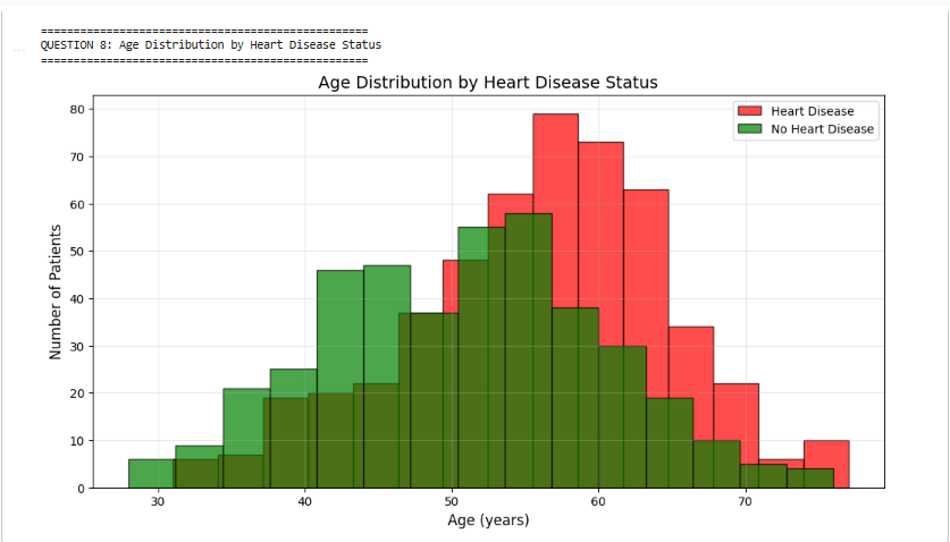 ==================================================
QUESTION 8: Age Distribution by Heart Disease Status
==================================================
Age Distribution by Heart Disease Status
Heart Disease
No Heart Disease
80
70
60
50
40
30
20
10
0
Number of Patients
30 40 50 60 70
Age (years)